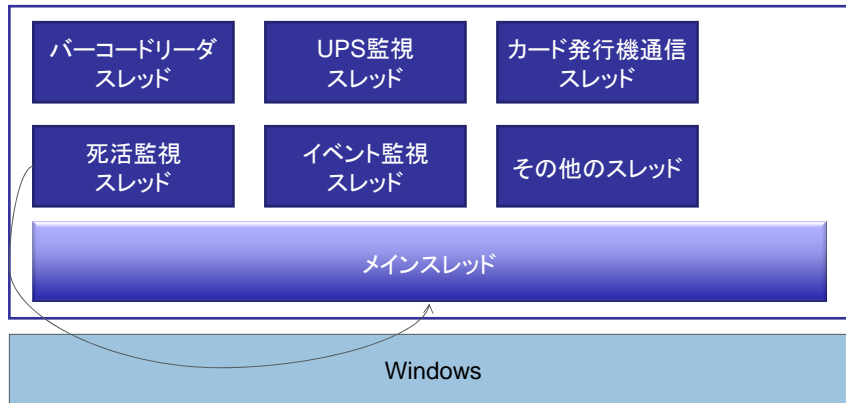 バーコードリーダ
スレッド
UPS監視
スレッド
カード発行機通信
スレッド
死活監視
スレッド
イベント監視
スレッド
その他のスレッド
メインスレッド
Windows